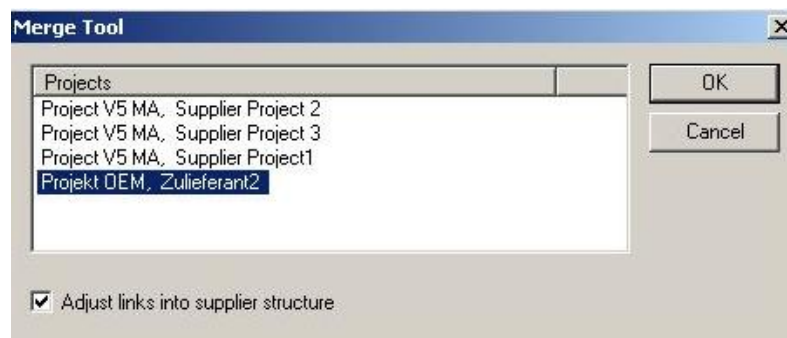 Merge Tool
Projects
OK
Project V5 MA, Supplier Project 2
Project V5 MA, Supplier Project 3
Cancel
Project V5 MA, Supplier Project1
Projekt OEM, Zulieferant2
Adjust links into supplier structure